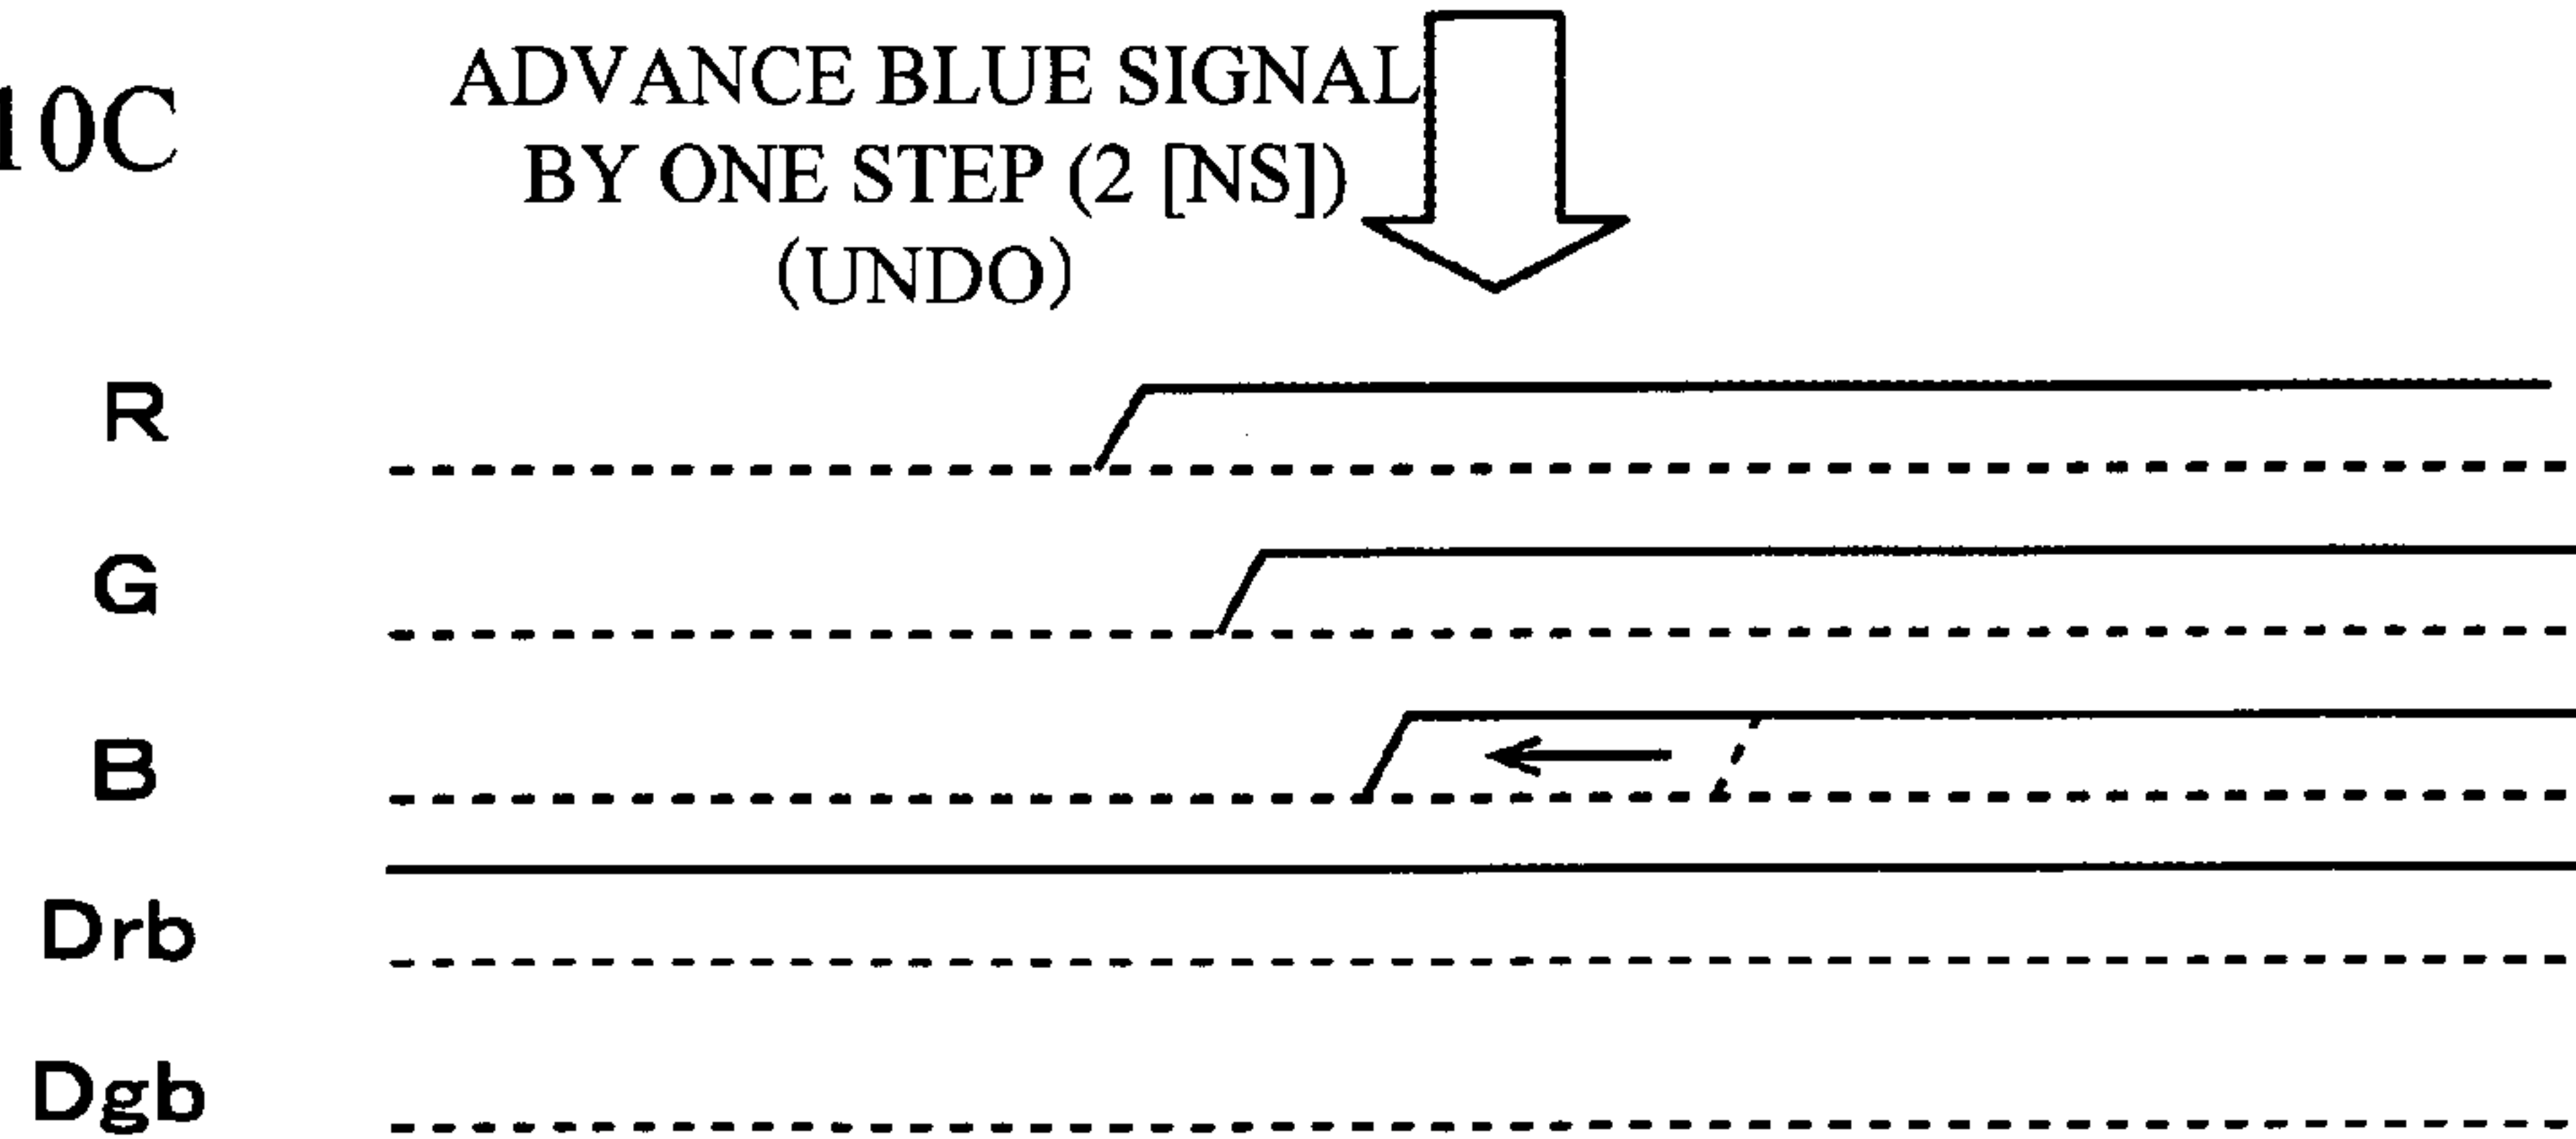 10C
ADVANCE BLUE SIGNAL
BY ONE STEP (2 [NS])
(UNDO)
R
G
B
Drb
Dgb